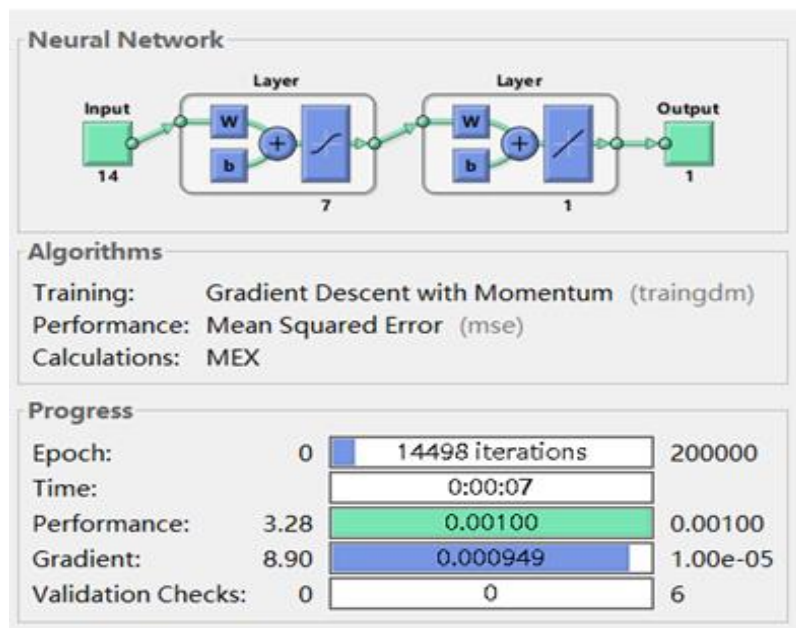 Neural Network
Layer Layer
Input W b W b Output
14 7 1 1
Algorithms
Training: Gradient Descent with Momentum (traingdm)
Performance: Mean Squared Error (mse)
Calculations: MEX
Progress
Epoch: 0 14498 iterations 200000
Time: 0:00:07
Performance: 3.28 0.00100 0.00100
Gradient: 8.90 0.000949 1.00e-05
Validation Checks: 0 0 6